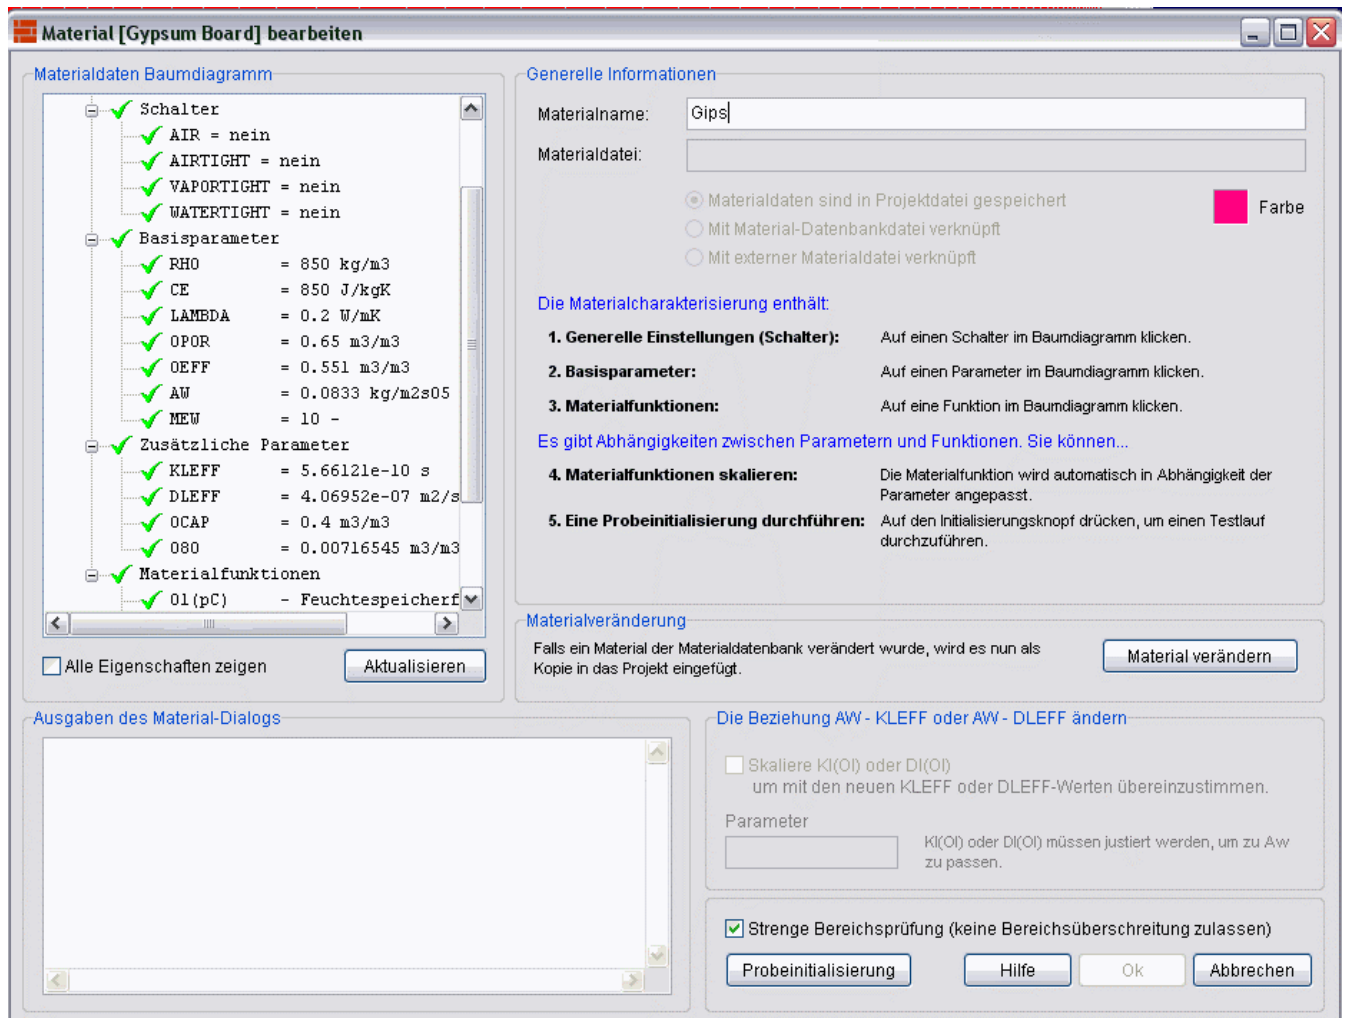 Material [Gypsum Board] bearbeiten
Materialdaten Baumdiagramm
Schalter
AIR = nein
AIRTIGHT = nein
VAPORTIGHT = nein
WATERTIGHT = nein
Basisparameter
RHO = 850 kg/m3
CE = 850 J/kgK
LAMBDA = 0.2 W/mK
OPOR = 0.65 m3/m3
OEFF = 0.551 m3/m3
AW = 0.0833 kg/m2s05
MEW = 10 -
Zusätzliche Parameter
KLEFF = 5.66121e-10 s
DLEFF = 4.06952e-07 m2/s
OCAP = 0.4 m3/m3
O80 = 0.00716545 m3/m3
Materialfunktionen
Ol(pC) - Feuchtespeicherf
Alle Eigenschaften zeigen
Aktualisieren
Generelle Informationen
Materialname: Gips
Materialdatei:
Materialdaten sind in Projektdatei gespeichert
Mit Material-Datenbankdatei verknüpft
Mit externer Materialdatei verknüpft
Farbe
Die Materialcharakterisierung enthält:
1. Generelle Einstellungen (Schalter): Auf einen Schalter im Baumdiagramm klicken.
2. Basisparameter: Auf einen Parameter im Baumdiagramm klicken.
3. Materialfunktionen: Auf eine Funktion im Baumdiagramm klicken.
Es gibt Abhängigkeiten zwischen Parametern und Funktionen. Sie können...
4. Materialfunktionen skalieren: Die Materialfunktion wird automatisch in Abhängigkeit der
Parameter angepasst.
5. Eine Probeinitialisierung durchführen: Auf den Initialisierungsknopf drücken, um einen Testlauf
durchzuführen.
Materialveränderung
Falls ein Material der Materialdatenbank verändert wurde, wird es nun als
Kopie in das Projekt eingefügt.
Material verändern
Ausgaben des Material-Dialogs
Die Beziehung AW - KLEFF oder AW - DLEFF ändern
Skaliere Kl(Ol) oder Dl(Ol)
um mit den neuen KLEFF oder DLEFF-Werten übereinzustimmen.
Parameter
Kl(Ol) oder Dl(Ol) müssen justiert werden, um zu Aw
zu passen.
Strenge Bereichsprüfung (keine Bereichsüberschreitung zulassen)
Probeinitialisierung
Hilfe
Ok
Abbrechen